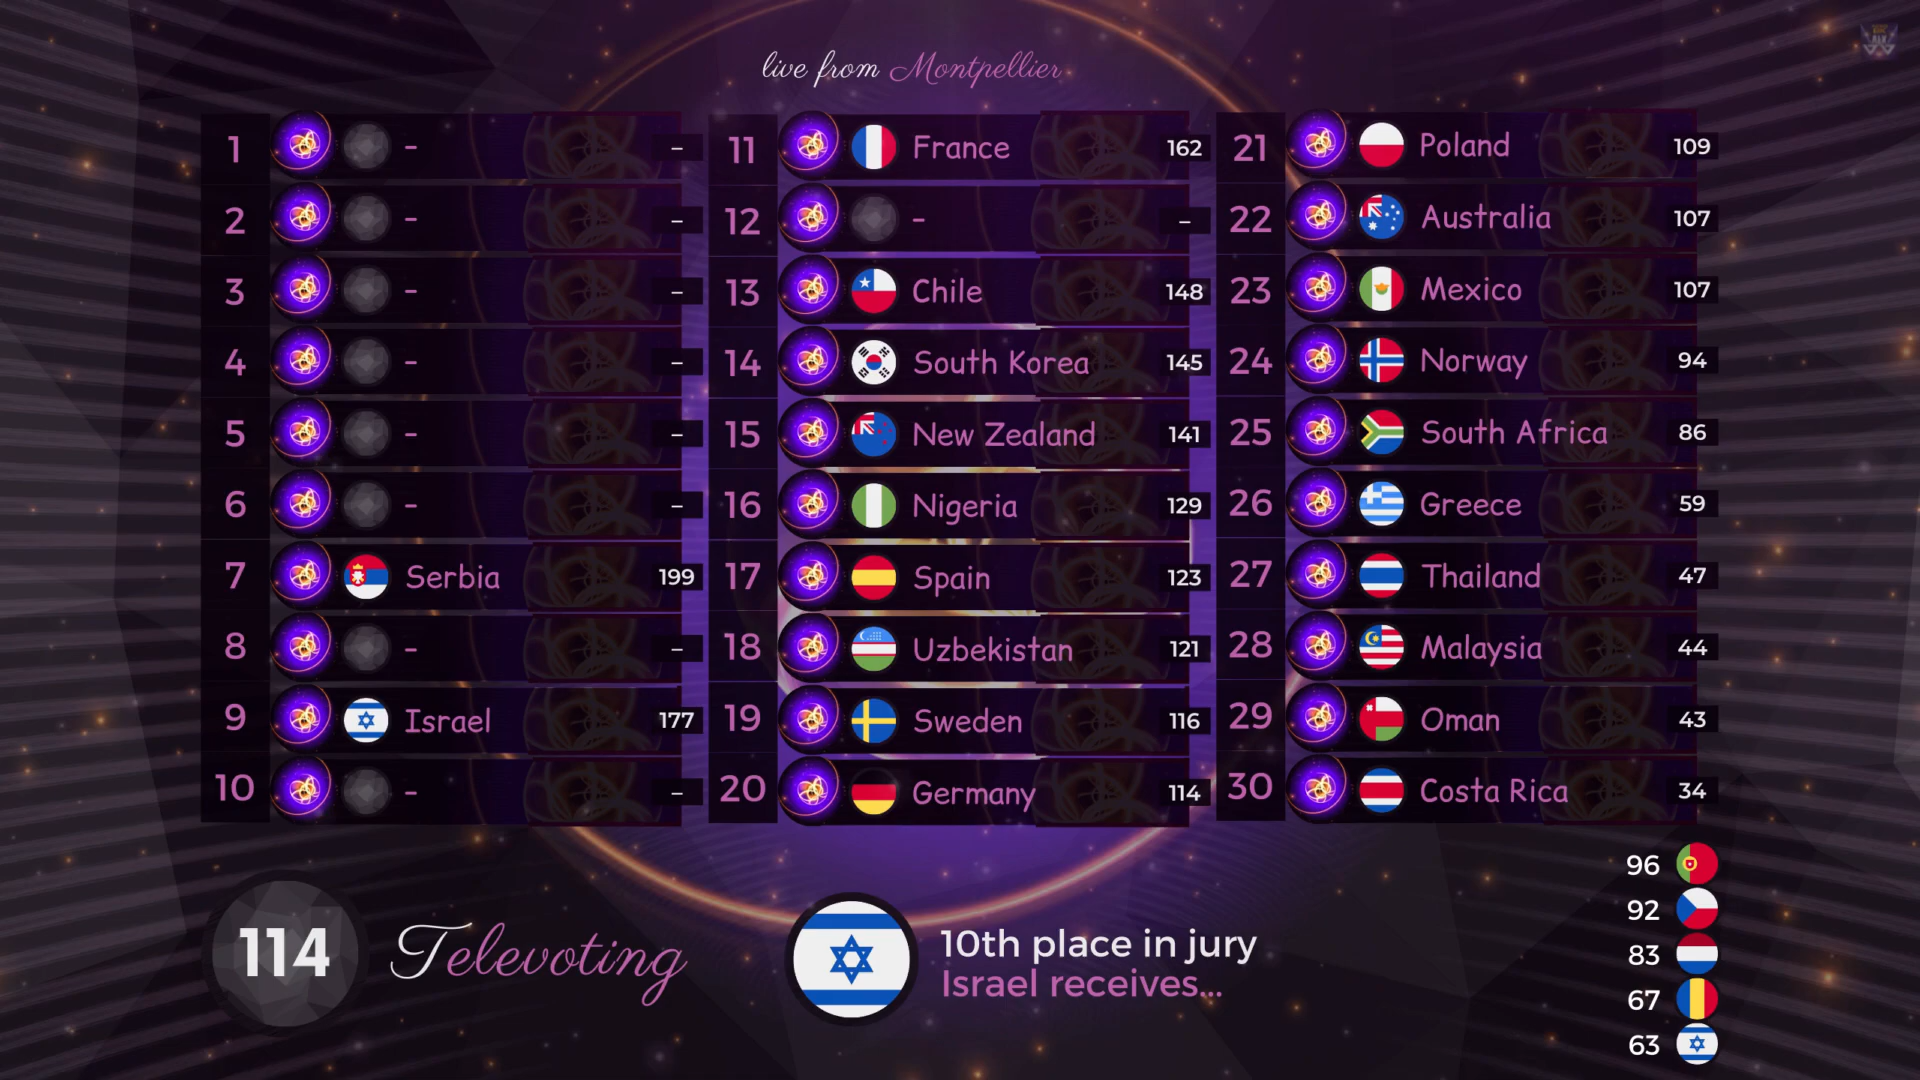 live from Montpellier
1 - -
2 - -
3 - -
4 - -
5 - -
6 - -
7 Serbia 199
8 - -
9 Israel 177
10 - -
11 France 162
12 - -
13 Chile 148
14 South Korea 145
15 New Zealand 141
16 Nigeria 129
17 Spain 123
18 Uzbekistan 121
19 Sweden 116
20 Germany 114
21 Poland 109
22 Australia 107
23 Mexico 107
24 Norway 94
25 South Africa 86
26 Greece 59
27 Thailand 47
28 Malaysia 44
29 Oman 43
30 Costa Rica 34
114 Televoting
10th place in jury
Israel receives...
96
92
83
67
63